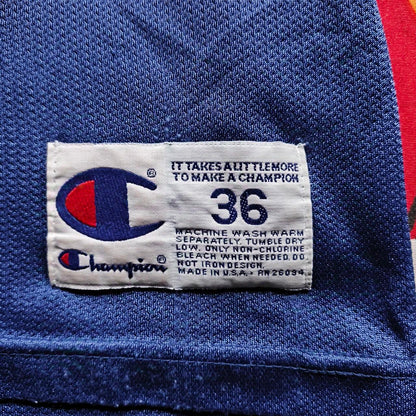 IT TAKES A LITTLE MORE
TO MAKE A CHAMPION
®
36
MACHINE WASH WARM
SEPARATELY. TUMBLE DRY
LOW. ONLY NON-CHLORINE
BLEACH WHEN NEEDED. DO
NOT IRON DESIGN.
MADE IN U.S.A. • RN 26094
Champion